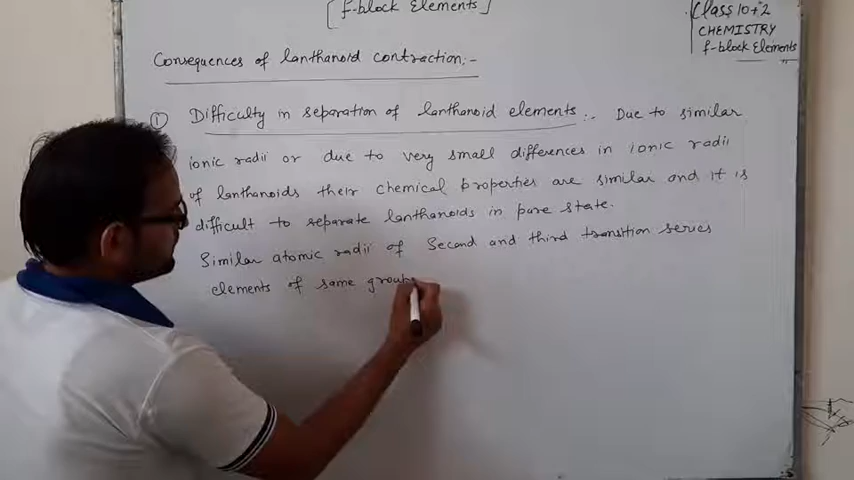 [f-block Elements]
Class 10+2
CHEMISTRY
f-block Elements
Consequences of lanthanoid contraction:-
① Difficulty in separation of lanthanoid elements:- Due to similar
ionic radii or due to very small differences in ionic radii
of lanthanoids their chemical properties are similar and it is
difficult to separate lanthanoids in pure state.
Similar atomic radii of Second and third transition series
elements of same group